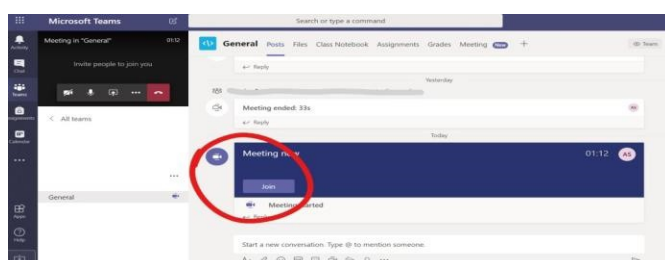 Microsoft Teams
Search or type a command
Activity
Meeting in "General"
01:12
General Posts Files Class Notebook Assignments Grades Meeting New +
Team
Invite people to join you
Chat
Reply
Yesterday
Teams
Meeting ended: 33s
Assignments
< All teams
Reply
Today
Calendar
Meeting now
01:12 AS
Join
General
Meeting started
Reply
Apps
Help
Start a new conversation. Type @ to mention someone.